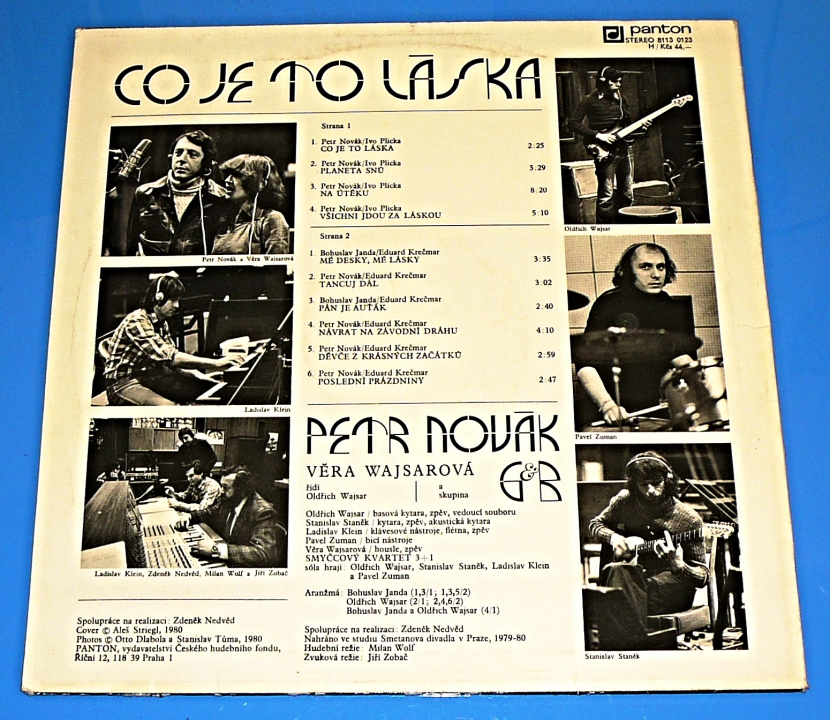 panton
STEREO 8113 0123
H / Kčs 44,—
CO JE TO LÁSKA
Petr Novák a Věra Wajsarová
Ladislav Klein
Ladislav Klein, Zdeněk Nedvěd, Milan Wolf a Jiří Zobač
Strana 1
1. Petr Novák/Ivo Plicka
CO JE TO LÁSKA 2:25
2. Petr Novák/Ivo Plicka
PLANETA SNŮ 3:29
3. Petr Novák/Ivo Plicka
NA ÚTĚKU 8:20
4. Petr Novák/Ivo Plicka
VŠICHNI JDOU ZA LÁSKOU 5:10
Strana 2
1. Bohuslav Janda/Eduard Krečmar
MÉ DESKY, MÉ LÁSKY 3:35
2. Petr Novák/Eduard Krečmar
TANCUJ DÁL 3:02
3. Bohuslav Janda/Eduard Krečmar
PÁN JE AUŤÁK 2:40
4. Petr Novák/Eduard Krečmar
NÁVRAT NA ZÁVODNÍ DRÁHU 4:10
5. Petr Novák/Eduard Krečmar
DĚVČE Z KRÁSNÝCH ZAČÁTKŮ 2:59
6. Petr Novák/Eduard Krečmar
POSLEDNÍ PRÁZDNINY 2:47
PETR NOVÁK
VĚRA WAJSAROVÁ
řídí
Oldřich Wajsar
a
skupina
G&B
Oldřich Wajsar / basová kytara, zpěv, vedoucí souboru
Stanislav Staněk / kytara, zpěv, akustická kytara
Ladislav Klein / klávesové nástroje, flétna, zpěv
Pavel Zuman / bicí nástroje
Věra Wajsarová / housle, zpěv
SMYČCOVÝ KVARTET 3+1
sóla hrají: Oldřich Wajsar, Stanislav Staněk, Ladislav Klein
a Pavel Zuman
Aranžmá: Bohuslav Janda (1,3/1; 1,3,5/2)
Oldřich Wajsar (2/1; 2,4,6/2)
Bohuslav Janda a Oldřich Wajsar (4/1)
Spolupráce na realizaci: Zdeněk Nedvěd
Nahráno ve studiu Smetanova divadla v Praze, 1979-80
Hudební režie: Milan Wolf
Zvuková režie: Jiří Zobač
Spolupráce na realizaci: Zdeněk Nedvěd
Cover © Aleš Striegl, 1980
Photos © Otto Dlabola a Stanislav Tůma, 1980
PANTON, vydavatelství Českého hudebního fondu,
Říční 12, 118 39 Praha 1
Oldřich Wajsar
Pavel Zuman
Stanislav Staněk